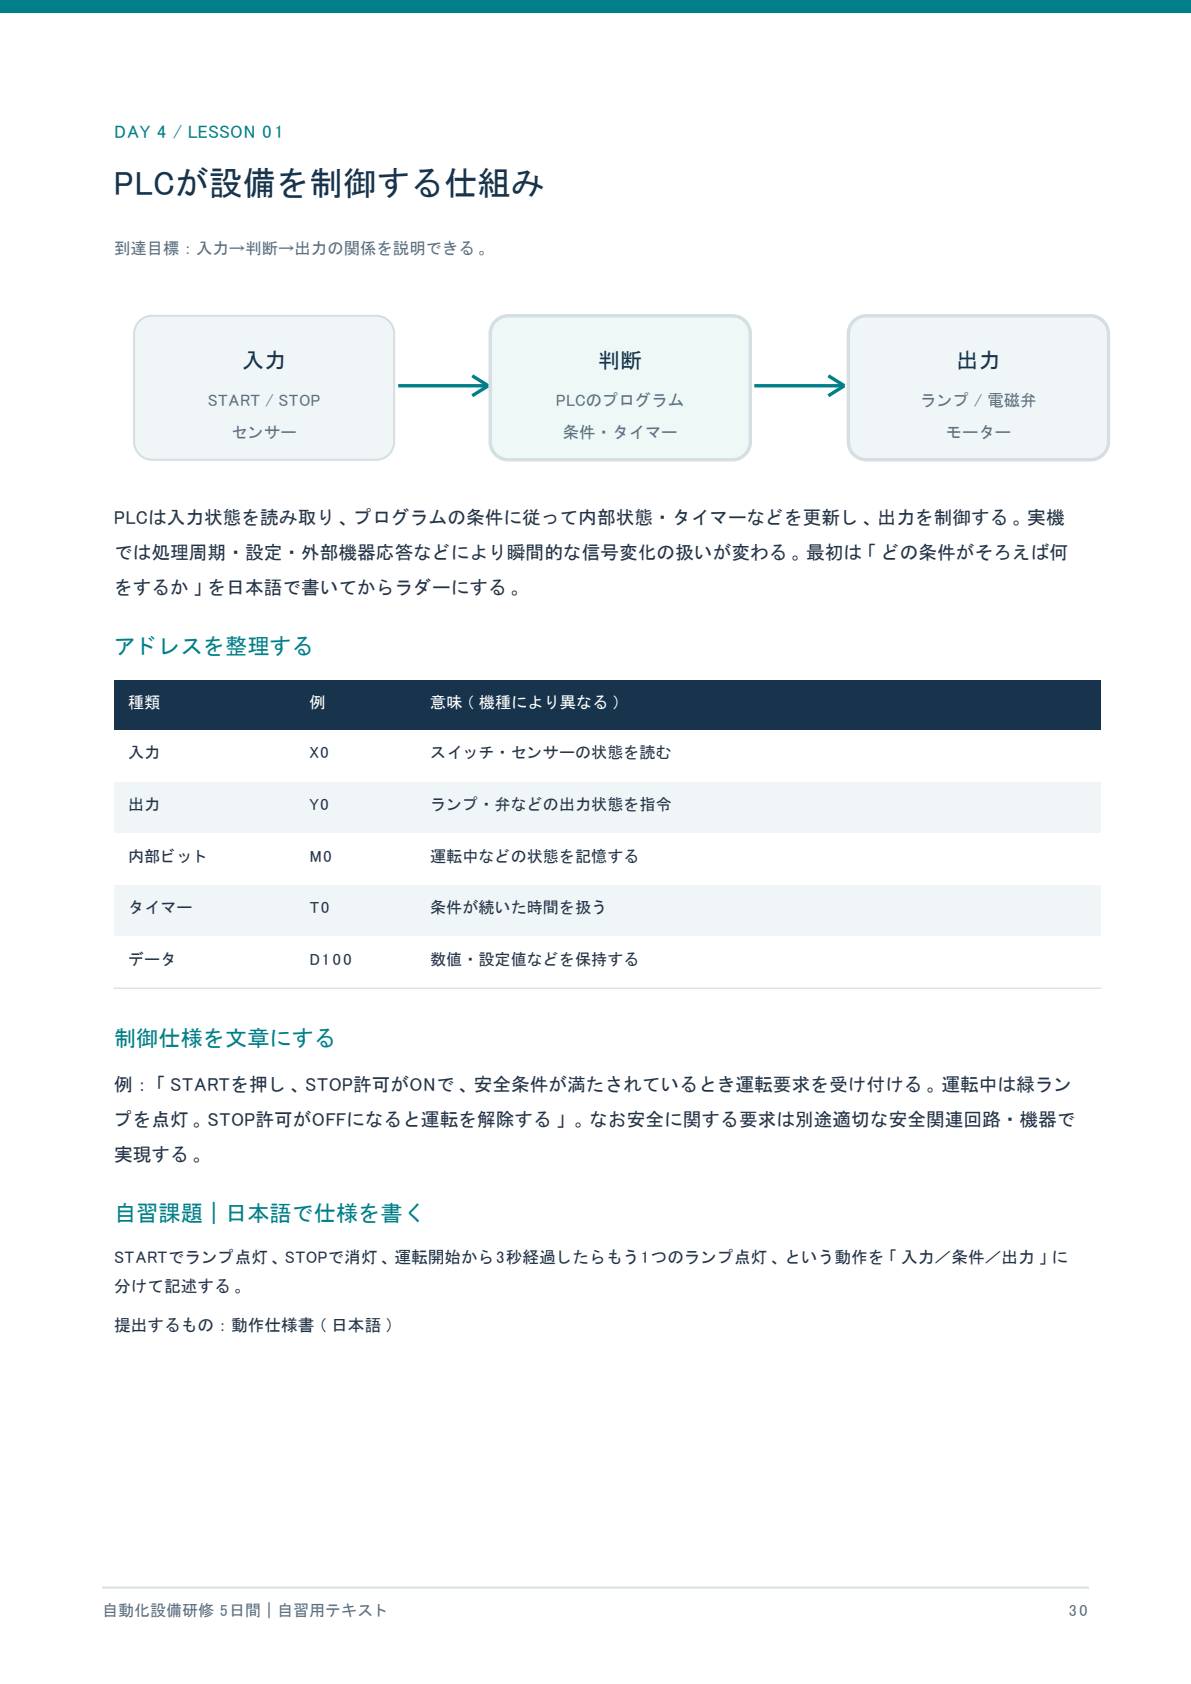 DAY 4 / LESSON 01
PLCが設備を制御する仕組み
到達目標：入力→判断→出力の関係を説明できる。
入力
START / STOP
センサー
判断
PLCのプログラム
条件・タイマー
出力
ランプ / 電磁弁
モーター
PLCは入力状態を読み取り、プログラムの条件に従って内部状態・タイマーなどを更新し、出力を制御する。実機
では処理周期・設定・外部機器応答などにより瞬間的な信号変化の扱いが変わる。最初は「どの条件がそろえば何
をするか」を日本語で書いてからラダーにする。
アドレスを整理する
種類 例 意味（機種により異なる）
入力 X0 スイッチ・センサーの状態を読む
出力 Y0 ランプ・弁などの出力状態を指令
内部ビット M0 運転中などの状態を記憶する
タイマー T0 条件が続いた時間を扱う
データ D100 数値・設定値などを保持する
制御仕様を文章にする
例：「STARTを押し、STOP許可がONで、安全条件が満たされているとき運転要求を受け付ける。運転中は緑ラン
プを点灯。STOP許可がOFFになると運転を解除する」。なお安全に関する要求は別途適切な安全関連回路・機器で
実現する。
自習課題｜日本語で仕様を書く
STARTでランプ点灯、STOPで消灯、運転開始から3秒経過したらもう1つのランプ点灯、という動作を「入力／条件／出力」に
分けて記述する。
提出するもの：動作仕様書（日本語）
自動化設備研修 5日間｜自習用テキスト
30